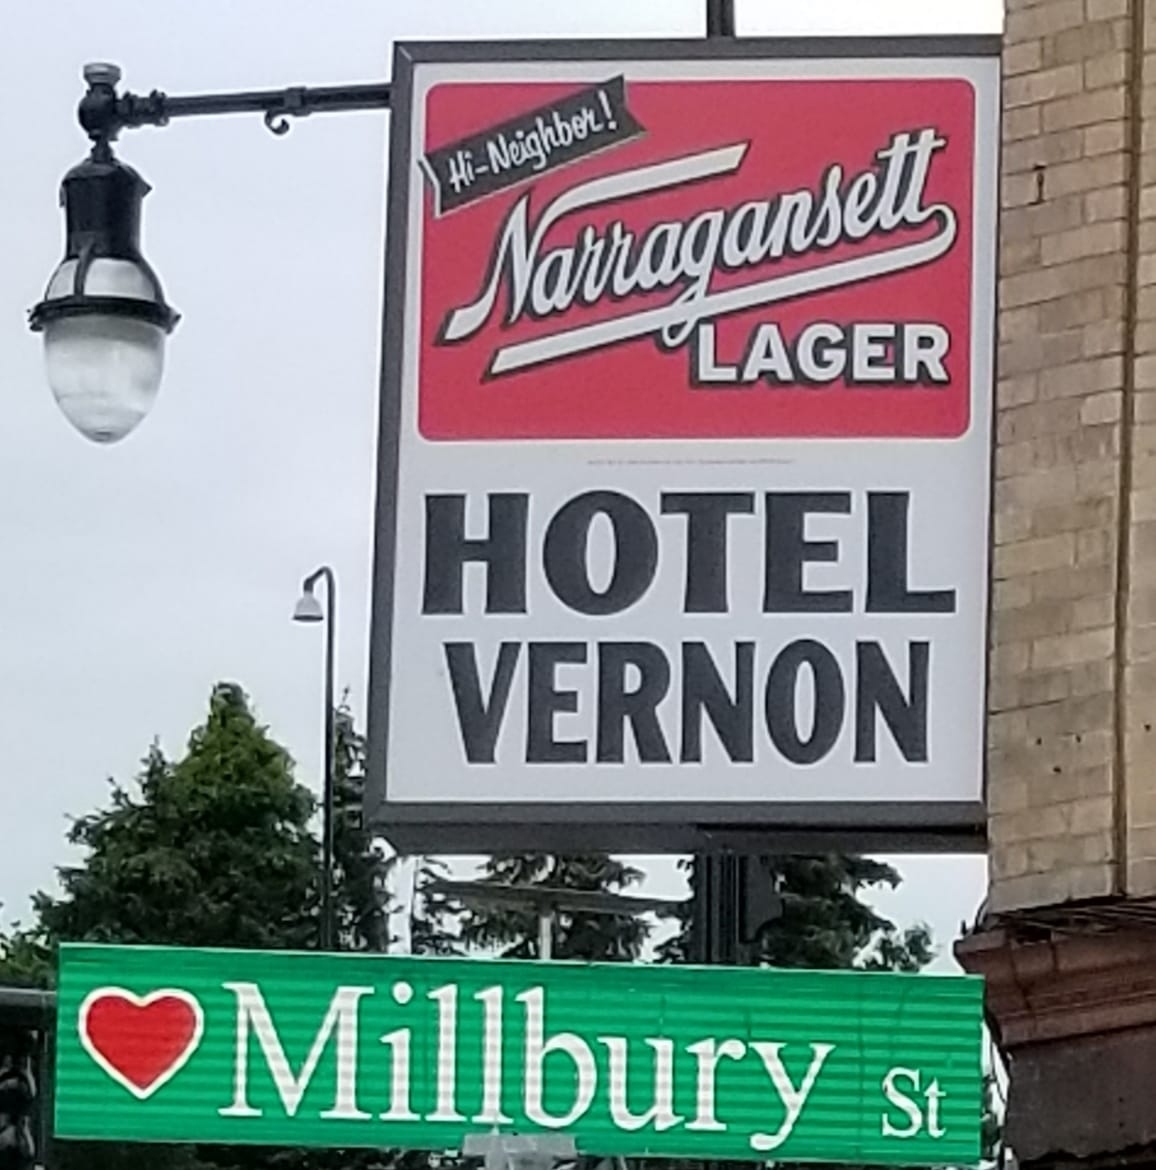 Hi-Neighbor!
Narragansett
LAGER
HOTEL
VERNON
Millbury St